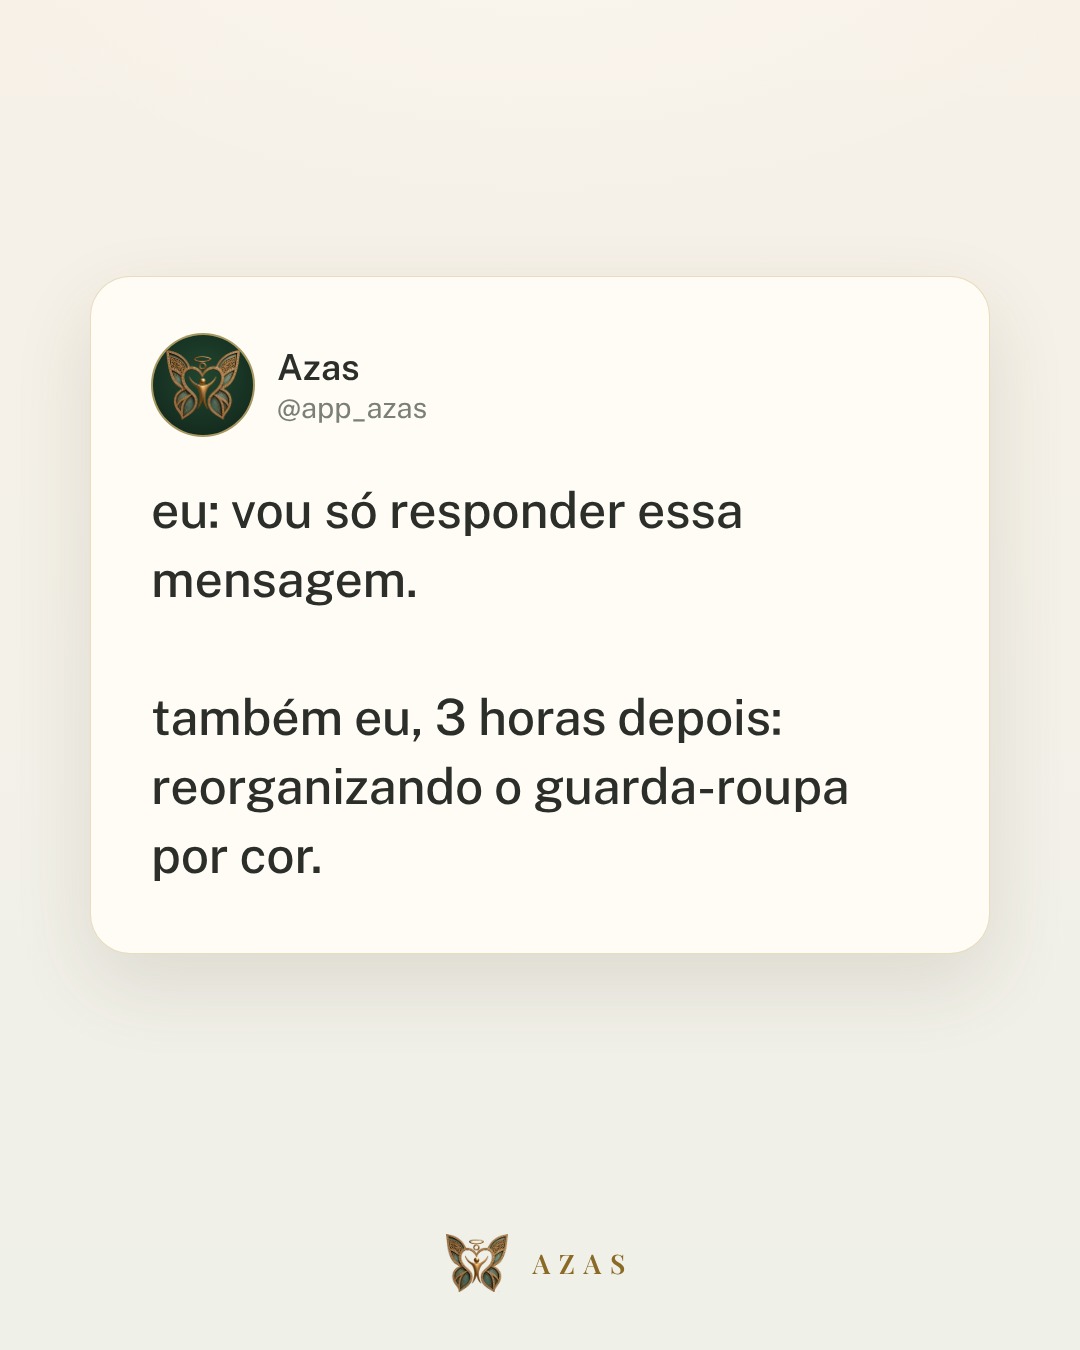 Azas
@app_azas
eu: vou só responder essa
mensagem.
também eu, 3 horas depois:
reorganizando o guarda-roupa
por cor.
AZAS